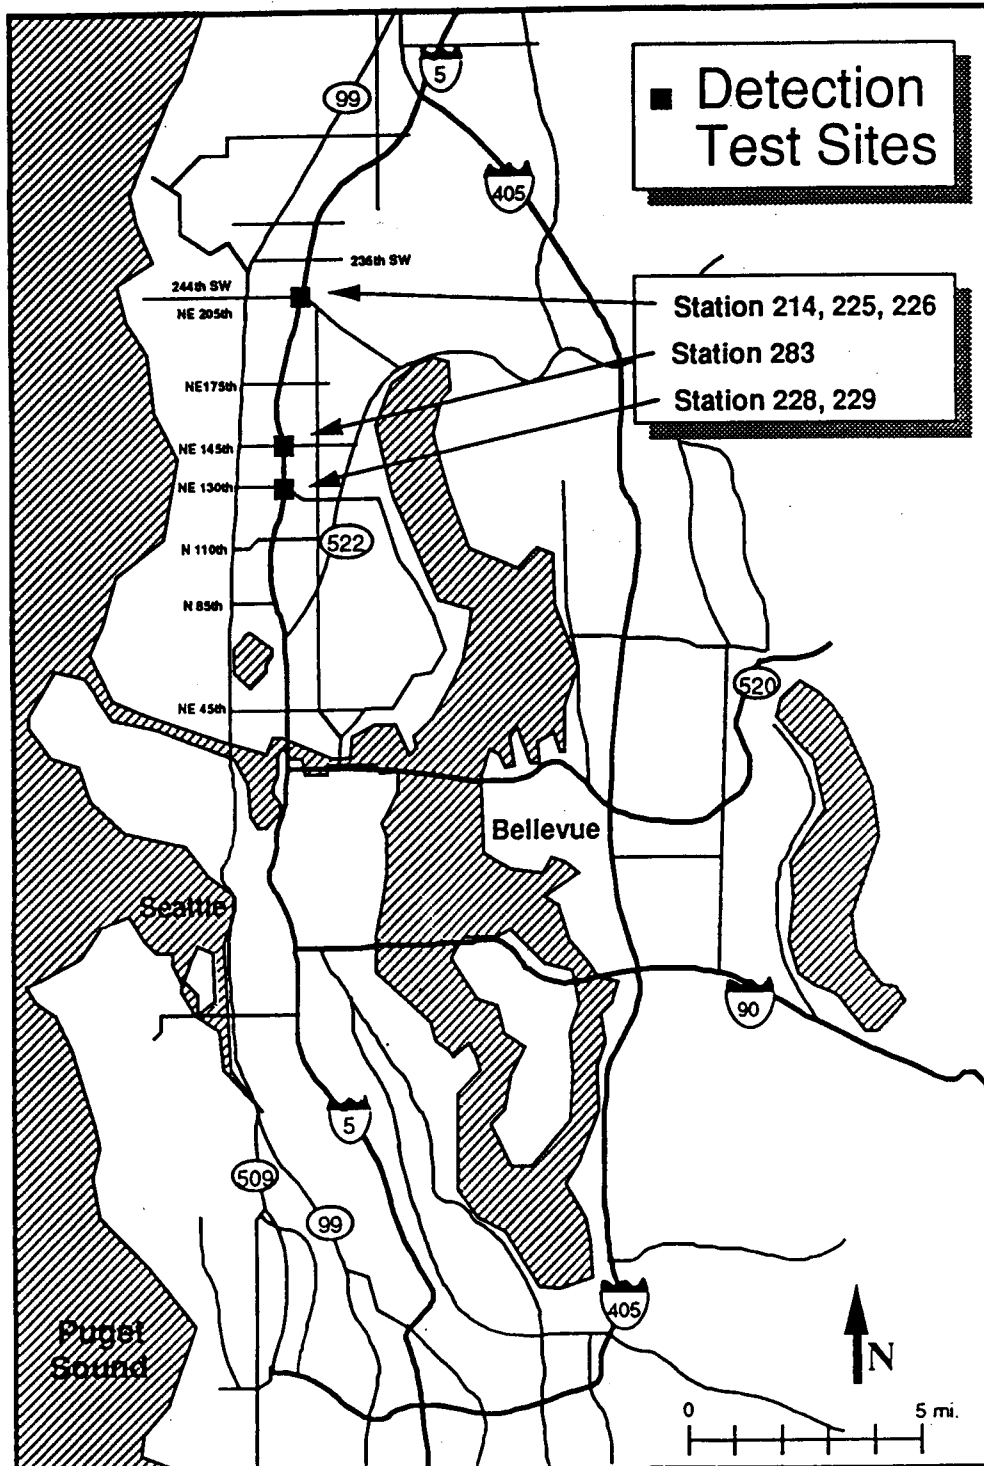 5
99
Detection
Test Sites
405
236th SW
244th SW
NE 205th
Station 214, 225, 226
Station 283
Station 228, 229
NE175th
NE 145th
NE 130th
N 110th
522
N 85th
520
NE 45th
Bellevue
Seattle
90
5
509
99
405
Puget
Sound
N
0 5 mi.